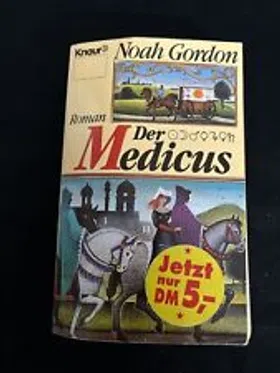 Knaur
Noah Gordon
Roman
Der
Medicus
Jetzt
nur
DM 5,-